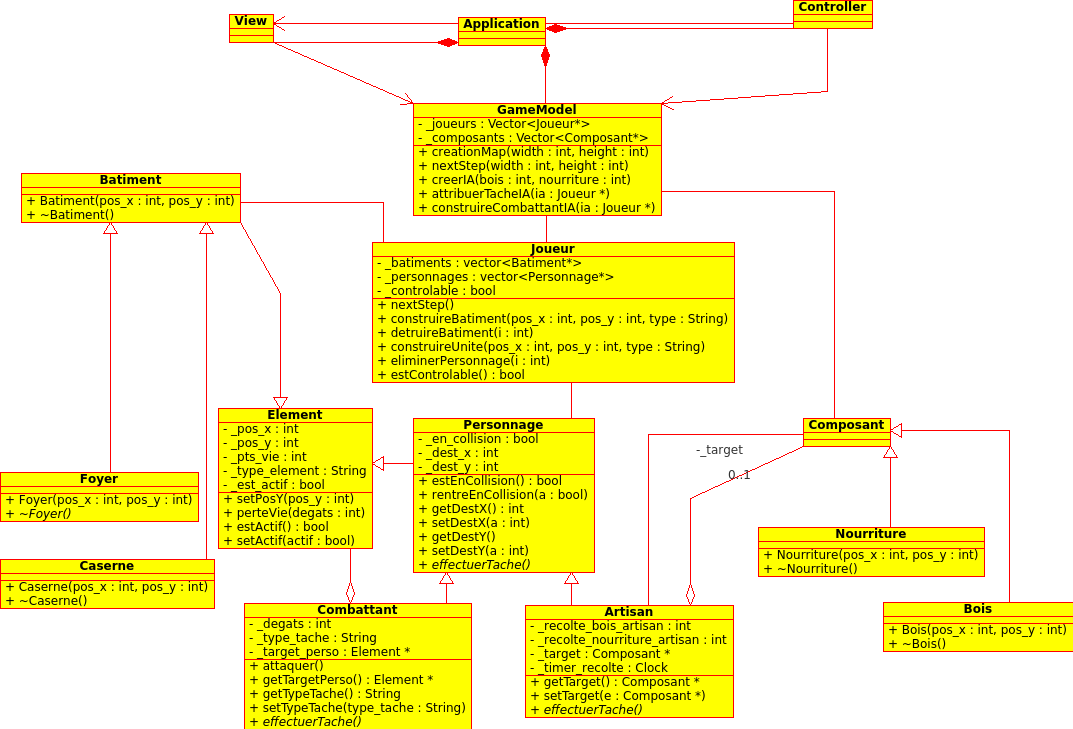 View
Application
Controller
GameModel
- _joueurs : Vector<Joueur*>
- _composants : Vector<Composant*>
+ creationMap(width : int, height : int)
+ nextStep(width : int, height : int)
+ creerIA(bois : int, nourriture : int)
+ attribuerTacheIA(ia : Joueur *)
+ construireCombattantIA(ia : Joueur *)
Batiment
+ Batiment(pos_x : int, pos_y : int)
+ ~Batiment()
Joueur
- _batiments : vector<Batiment*>
- _personnages : vector<Personnage*>
- _controlable : bool
+ nextStep()
+ construireBatiment(pos_x : int, pos_y : int, type : String)
+ detruireBatiment(i : int)
+ construireUnite(pos_x : int, pos_y : int, type : String)
+ eliminerPersonnage(i : int)
+ estControlable() : bool
Element
- _pos_x : int
- _pos_y : int
- _pts_vie : int
- _type_element : String
- _est_actif : bool
+ setPosY(pos_y : int)
+ perteVie(degats : int)
+ estActif() : bool
+ setActif(actif : bool)
Personnage
- _en_collision : bool
- _dest_x : int
- _dest_y : int
+ estEnCollision() : bool
+ rentreEnCollision(a : bool)
+ getDestX() : int
+ setDestX(a : int)
+ getDestY()
+ setDestY(a : int)
+ effectuerTache()
Composant
-_target
0..1
Foyer
+ Foyer(pos_x : int, pos_y : int)
+ ~Foyer()
Caserne
+ Caserne(pos_x : int, pos_y : int)
+ ~Caserne()
Nourriture
+ Nourriture(pos_x : int, pos_y : int)
+ ~Nourriture()
Bois
+ Bois(pos_x : int, pos_y : int)
+ ~Bois()
Combattant
- _degats : int
- _type_tache : String
- _target_perso : Element *
+ attaquer()
+ getTargetPerso() : Element *
+ getTypeTache() : String
+ setTypeTache(type_tache : String)
+ effectuerTache()
Artisan
- _recolte_bois_artisan : int
- _recolte_nourriture_artisan : int
- _target : Composant *
- _timer_recolte : Clock
+ getTarget() : Composant *
+ setTarget(e : Composant *)
+ effectuerTache()